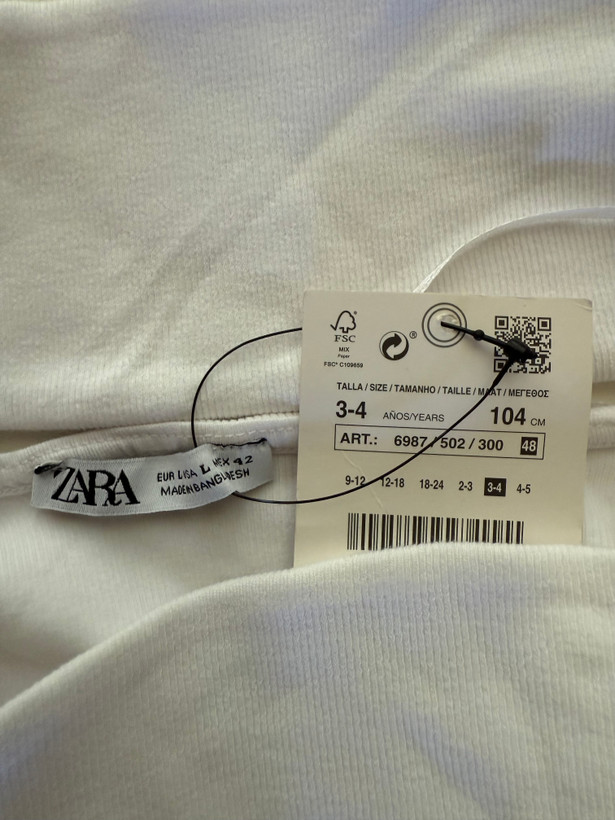 FSC
MIX
Paper
FSC® C109659
®
TALLA / SIZE / TAMANHO / TAILLE / MAAT / ΜΕΓΕΘΟΣ
3-4 AÑOS/YEARS 104 CM
ART.: 6987 / 502 / 300 48
9-12 12-18 18-24 2-3 3-4 4-5
ZARA
EUR L USA L MEX 42
MADE IN BANGLADESH